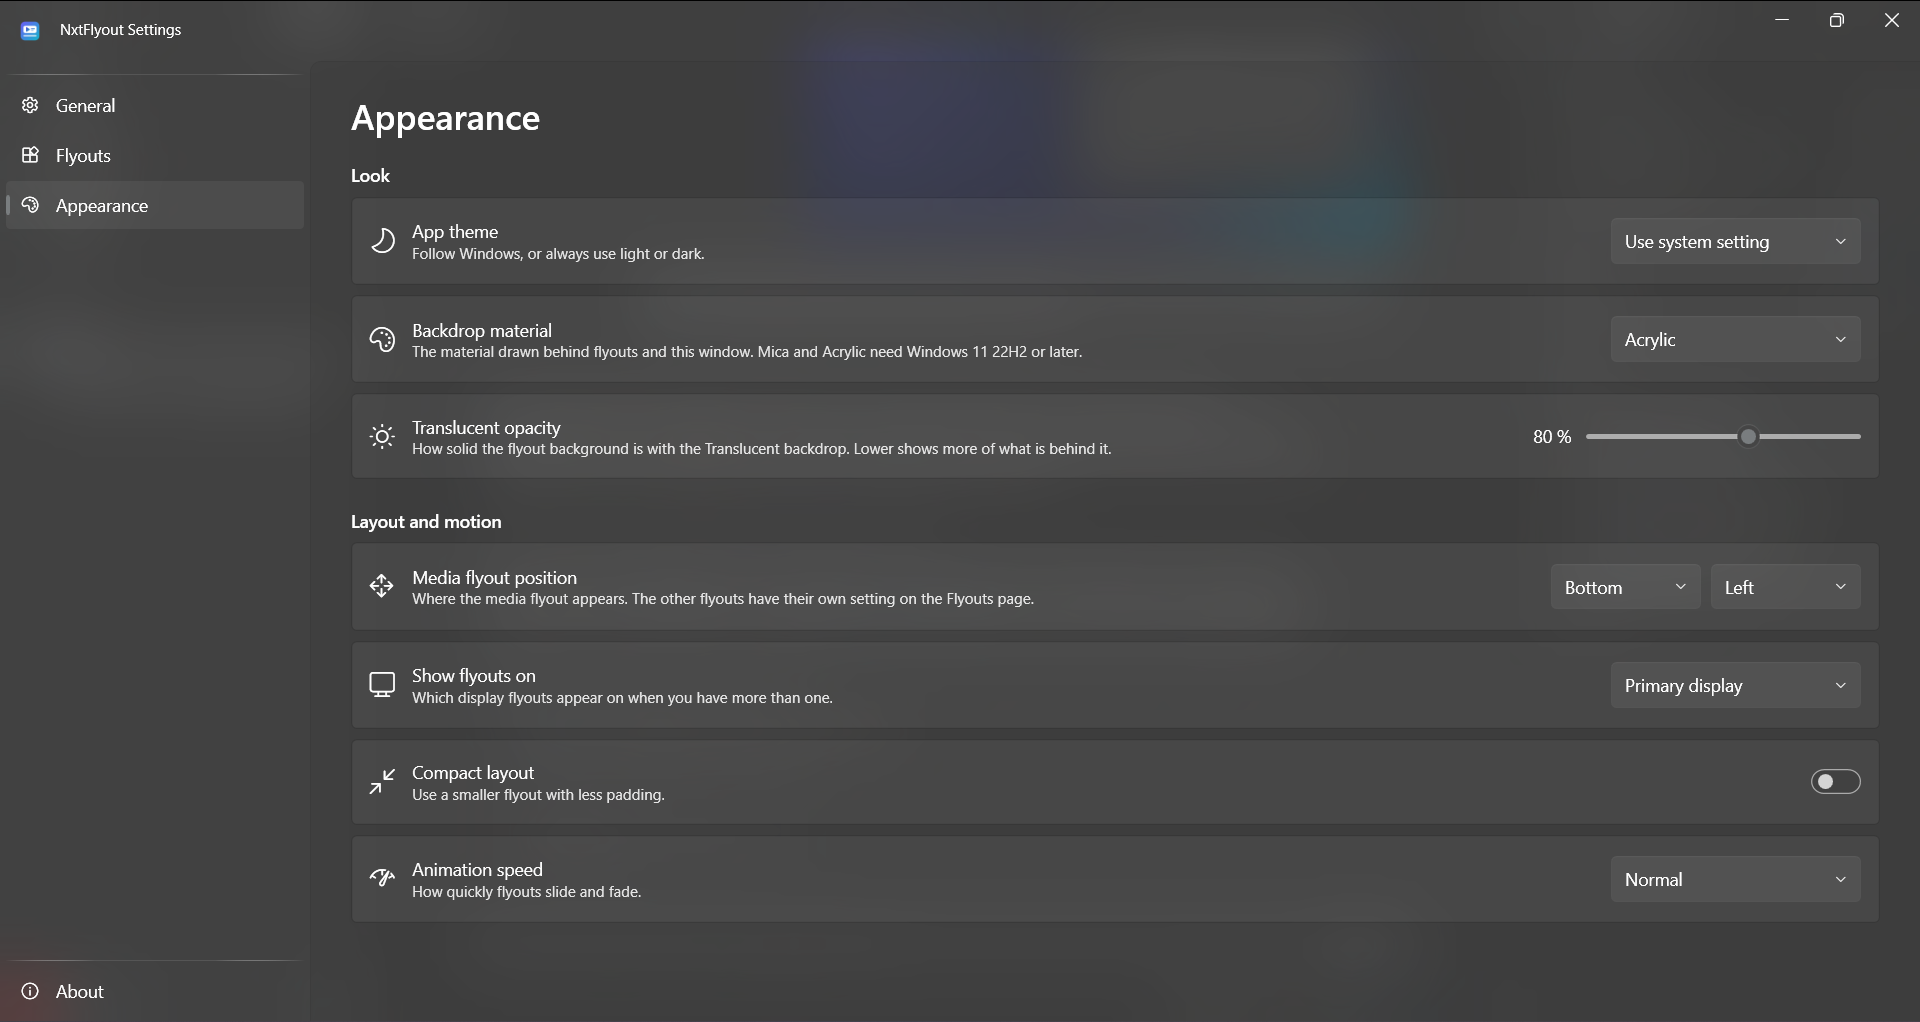 NxtFlyout Settings
General
Flyouts
Appearance
Appearance
Look
App theme
Follow Windows, or always use light or dark.
Use system setting
Backdrop material
The material drawn behind flyouts and this window. Mica and Acrylic need Windows 11 22H2 or later.
Acrylic
Translucent opacity
How solid the flyout background is with the Translucent backdrop. Lower shows more of what is behind it.
80 %
Layout and motion
Media flyout position
Where the media flyout appears. The other flyouts have their own setting on the Flyouts page.
Bottom
Left
Show flyouts on
Which display flyouts appear on when you have more than one.
Primary display
Compact layout
Use a smaller flyout with less padding.
Animation speed
How quickly flyouts slide and fade.
Normal
About